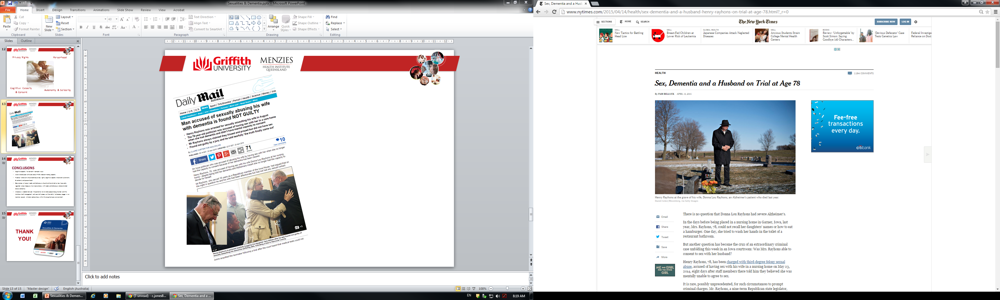 Sexualities & Dementia.pptx - Microsoft PowerPoint
File Home Insert Design Transitions Animations Slide Show Review View Acrobat
Paste
Cut
Copy
Format Painter
Clipboard
New Slide
Layout
Reset
Section
Slides
40
Font
Paragraph
Text Direction
Align Text
Convert to SmartArt
Arrange
Quick Styles
Shape Fill
Shape Outline
Shape Effects
Drawing
Find
Replace
Select
Editing
Slides Outline
12
Griffith UNIVERSITY MENZIES
Privacy Rights Personhood
Cognitive Capacity & Consent
Autonomy & Solidarity
13
14
CONCLUSIONS
15
THANK YOU!
Sexualities & Dementia
Griffith UNIVERSITY
MENZIES
HEALTH INSTITUTE
QUEENSLAND
Daily Mail
AUSTRALIA
Home | U.K. | U.S. | News | Sport | TV&Showbiz | Femail | Health | Science | Money
Latest Headlines | News | Arts | Headlines | Pictures | Most read | News Board | Wires
Man accused of sexually abusing his wife
with dementia is found NOT GUILTY
Henry Rayhons was arrested for sexually assaulting his wife in August
The 78-year-old politician was accused of having sex with her in a care home
when she had dementia and didn't have mental capacity to consent
Mr Rayhons always claimed they kissed and prayed but did not have sex
Found not guilty by a jury and he said tearfully 'the truth finally came out'
By CLAIRE CARTER FOR MAILONLINE
Share
71
shares
10
View comments
An Iowa politician who was accused of abusing his wife by having sex with her when she no longer
had the capacity to consent because of her dementia has been cleared.
Henry Rayhons, 78, was accused of having sex with his wife Donna Lou Rayhons at her nursing
home - despite being told her dementia and Alzheimers meant she no longer had the capacity to
decide for herself.
Mr Rayhons, who served 18 years as a Republican member of the Iowa House, had argued that on
the night in question he and his wife had been affectionate but had not had any sexual contact.
+5
Henry Rayhons is pictured tearfully hugging his daughter Sara Abbas after he was found not guilty of
sexually assaulting his dementia suffering wife, following a trial in Hancock County
Jurors acquitted the lawmaker following a trial after the court heard that medical tests could not
Click to add notes
Slide 13 of 15 "Master design" English (Australia) 108%
Sexualities & Demen...
(3 unread) - c.jones8...
Sex, Dementia and a ...
EN
8:19 AM
Sex, Dementia and a Husb
www.nytimes.com/2015/04/14/health/sex-dementia-and-a-husband-henry-rayhons-on-trial-at-age-78.html?_r=0
SECTIONS HOME SEARCH
The New York Times
SUBSCRIBE NOW LOG IN
WELL
New Tactics for Battling
Head Lice
WELL
Breast-Fed Children at
Lower Risk of Leukemia
GLOBAL HEALTH
Japanese Companies Attack Neglected
Diseases
WELL
Anxious Students Strain
College Mental Health
Centers
BOOKS
Review: 'Unforgettable' by
Scott Simon: Saying
Goodbye 140 Characters...
'Devious Defecator' Case
Tests Genetics Law
Federal Investiga
Reliance on Doct
HEALTH
1194 COMMENTS
Sex, Dementia and a Husband on Trial at Age 78
By PAM BELLUCK APRIL 13, 2015
Fee-free
transactions
every day.
citibank
Henry Rayhons at the grave of his wife, Donna Lou Rayhons, an Alzheimer's patient who died last year.
Daniel Acker/Bloomberg, via Getty Images
Email
Share
Tweet
Save
More
ME AND EARL
AND THE DYING
GIRL
There is no question that Donna Lou Rayhons had severe Alzheimer's.
In the days before being placed in a nursing home in Garner, Iowa, last
year, Mrs. Rayhons, 78, could not recall her daughters' names or how to eat
a hamburger. One day, she tried to wash her hands in the toilet of a
restaurant bathroom.
But another question has become the crux of an extraordinary criminal
case unfolding this week in an Iowa courtroom: Was Mrs. Rayhons able to
consent to sex with her husband?
Henry Rayhons, 78, has been charged with third-degree felony sexual
abuse, accused of having sex with his wife in a nursing home on May 23,
2014, eight days after staff members there told him they believed she was
mentally unable to agree to sex.
It is rare, possibly unprecedented, for such circumstances to prompt
criminal charges. Mr. Rayhons, a nine-term Republican state legislator,